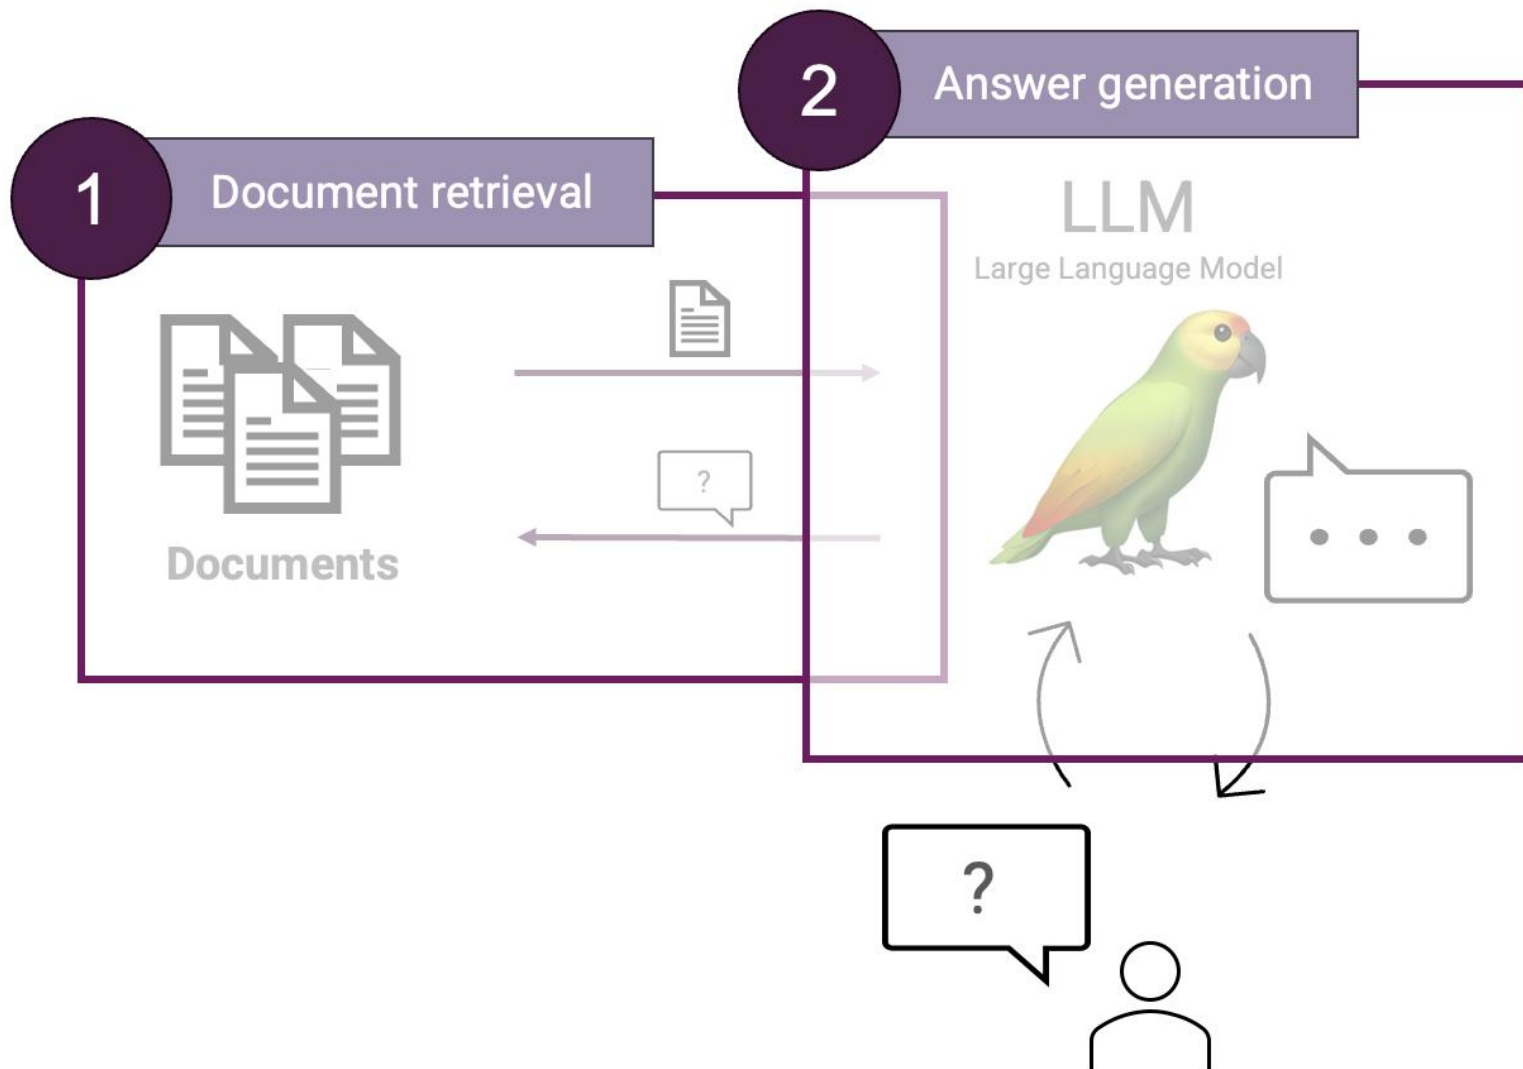 1
Document retrieval
2
Answer generation
LLM
Large Language Model
?
Documents
?